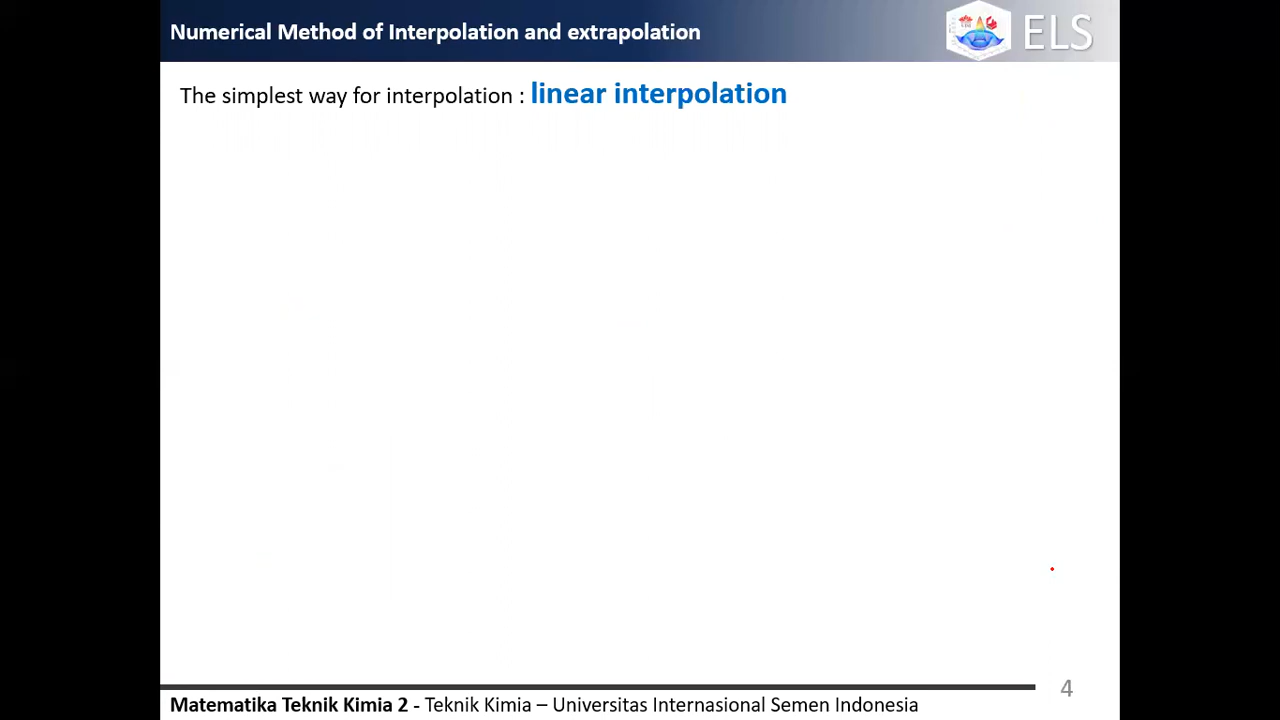 Numerical Method of Interpolation and extrapolation
ELS
The simplest way for interpolation : linear interpolation
4
Matematika Teknik Kimia 2 - Teknik Kimia – Universitas Internasional Semen Indonesia